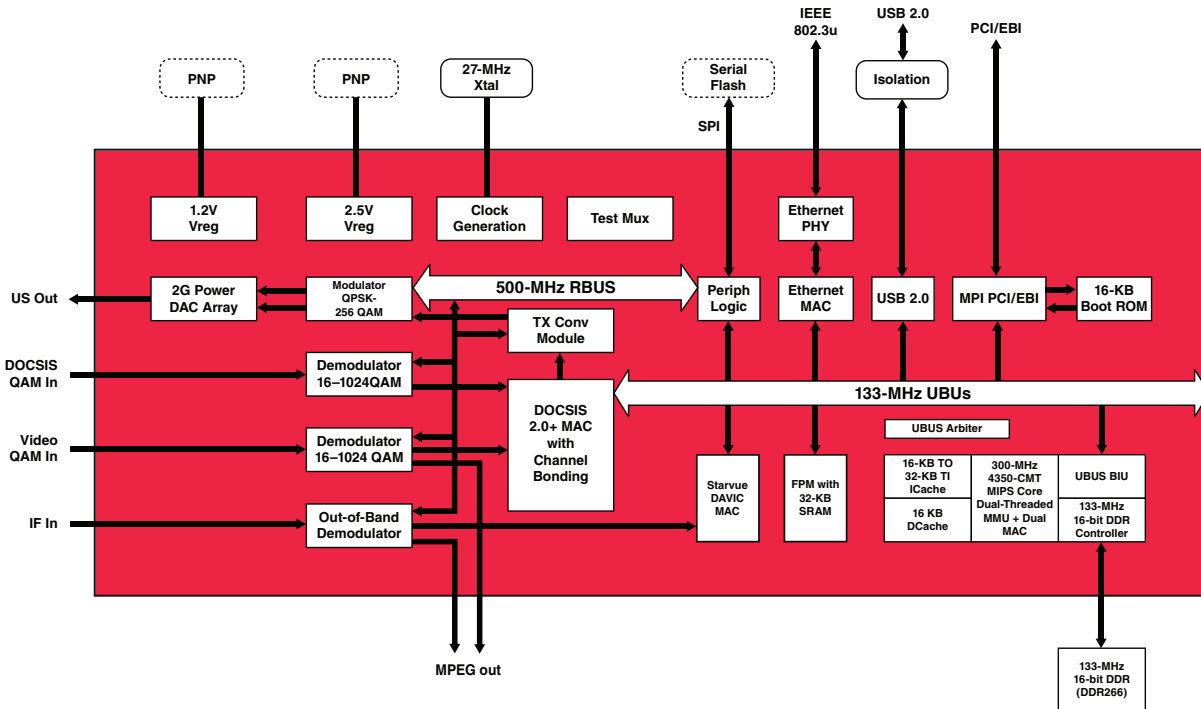 IEEE
802.3u
USB 2.0
PCI/EBI
PNP
PNP
27-MHz
Xtal
Serial
Flash
Isolation
SPI
1.2V
Vreg
2.5V
Vreg
Clock
Generation
Test Mux
Ethernet
PHY
US Out
2G Power
DAC Array
Modulator
QPSK-
256 QAM
500-MHz RBUS
Periph
Logic
Ethernet
MAC
USB 2.0
MPI PCI/EBI
16-KB
Boot ROM
TX Conv
Module
DOCSIS
QAM In
Demodulator
16–1024QAM
DOCSIS
2.0+ MAC
with
Channel
Bonding
133-MHz UBUs
Video
QAM In
Demodulator
16–1024 QAM
UBUS Arbiter
Starvue
DAVIC
MAC
FPM with
32-KB
SRAM
16-KB TO
32-KB TI
ICache
16 KB
DCache
300-MHz
4350-CMT
MIPS Core
Dual-Threaded
MMU + Dual
MAC
UBUS BIU
133-MHz
16-bit DDR
Controller
IF In
Out-of-Band
Demodulator
MPEG out
133-MHz
16-bit DDR
(DDR266)